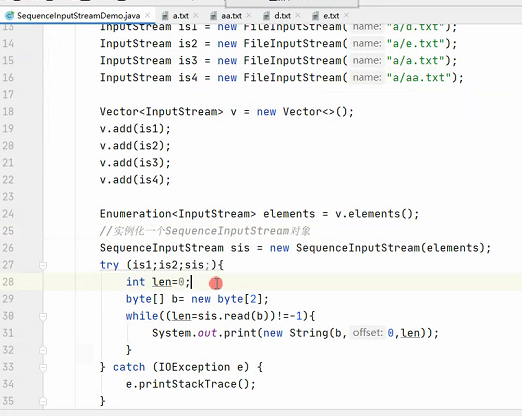 SequenceInputStreamDemo.java × a.txt × aa.txt × d.txt × e.txt ×
13 InputStream is1 = new FileInputStream( name: "a/d.txt");
14 InputStream is2 = new FileInputStream( name: "a/e.txt");
15 InputStream is3 = new FileInputStream( name: "a/a.txt");
16 InputStream is4 = new FileInputStream( name: "a/aa.txt");
17
18 Vector<InputStream> v = new Vector<>();
19 v.add(is1);
20 v.add(is2);
21 v.add(is3);
22 v.add(is4);
23
24 Enumeration<InputStream> elements = v.elements();
25 //实例化一个SequenceInputStream对象
26 SequenceInputStream sis = new SequenceInputStream(elements);
27 try (is1;is2;sis;){
28 int len=0;
29 byte[] b= new byte[2];
30 while((len=sis.read(b))!=-1){
31 System.out.print(new String(b, offset: 0,len));
32 }
33 } catch (IOException e) {
34 e.printStackTrace();
35 }